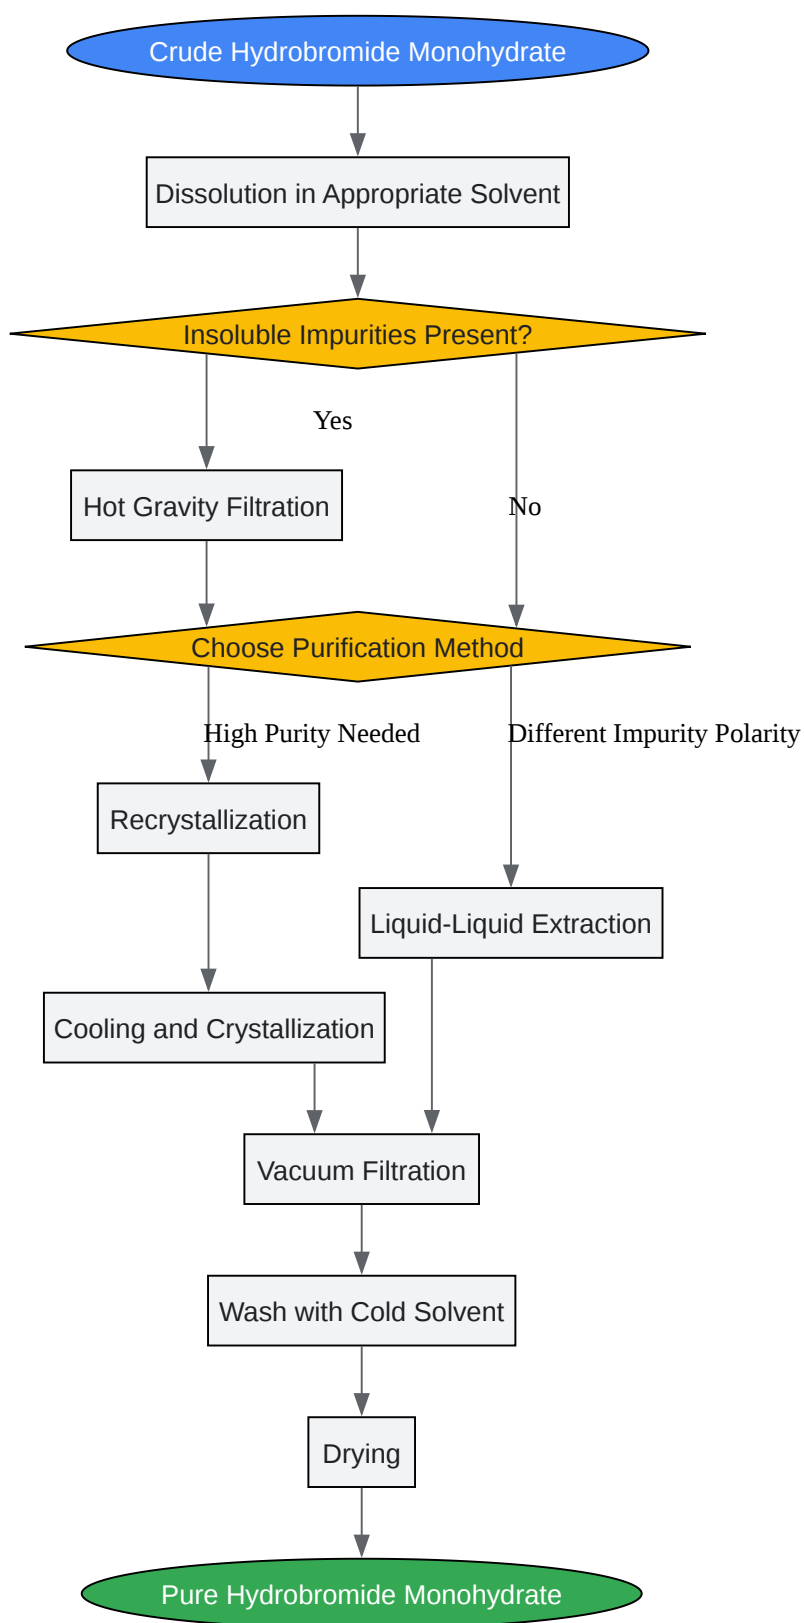 Crude Hydrobromide Monohydrate
Dissolution in Appropriate Solvent
Insoluble Impurities Present?
Yes
Hot Gravity Filtration
No
Choose Purification Method
High Purity Needed
Different Impurity Polarity
Recrystallization
Liquid-Liquid Extraction
Cooling and Crystallization
Vacuum Filtration
Wash with Cold Solvent
Drying
Pure Hydrobromide Monohydrate